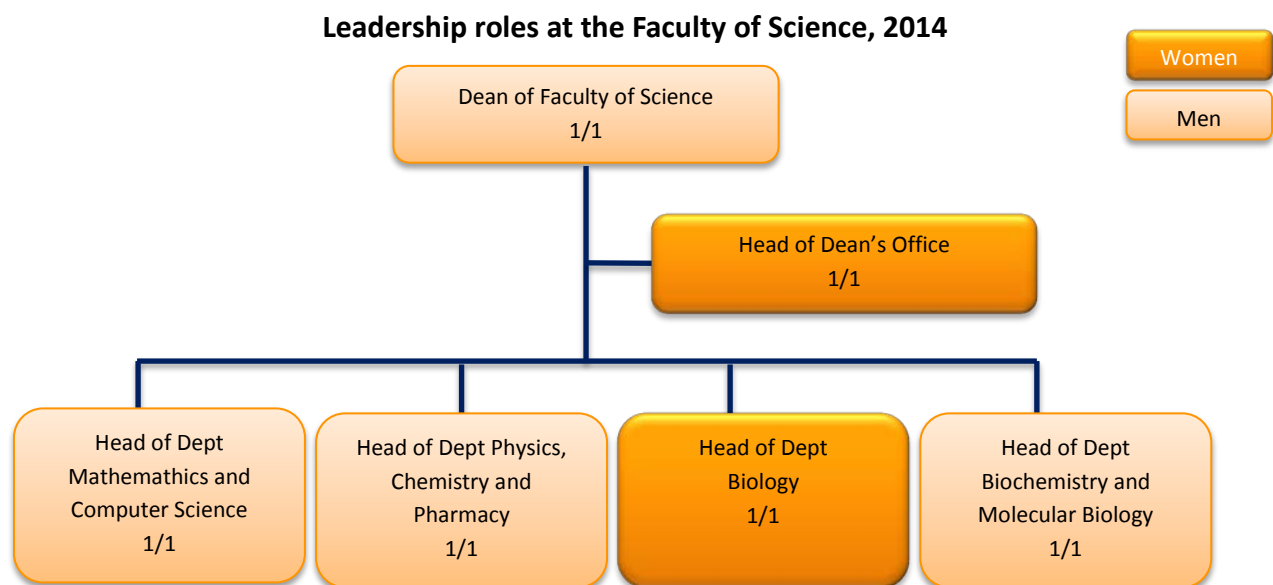 Leadership roles at the Faculty of Science, 2014
Women
Men
Dean of Faculty of Science
1/1
Head of Dean’s Office
1/1
Head of Dept
Mathemathics and
Computer Science
1/1
Head of Dept Physics,
Chemistry and
Pharmacy
1/1
Head of Dept
Biology
1/1
Head of Dept
Biochemistry and
Molecular Biology
1/1